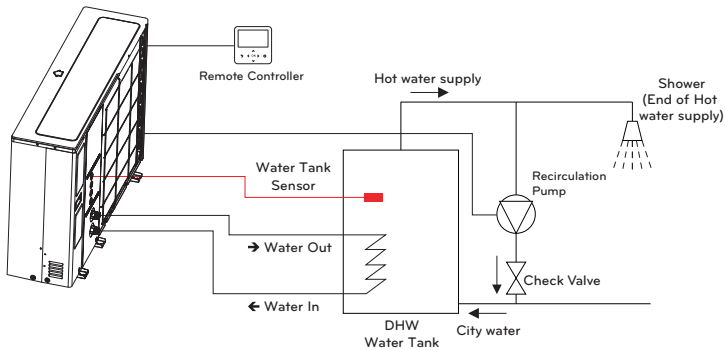 Remote Controller
Hot water supply
Shower
(End of Hot
water supply)
Water Tank
Sensor
Recirculation
Pump
→ Water Out
Check Valve
← Water In
DHW
Water Tank
City water